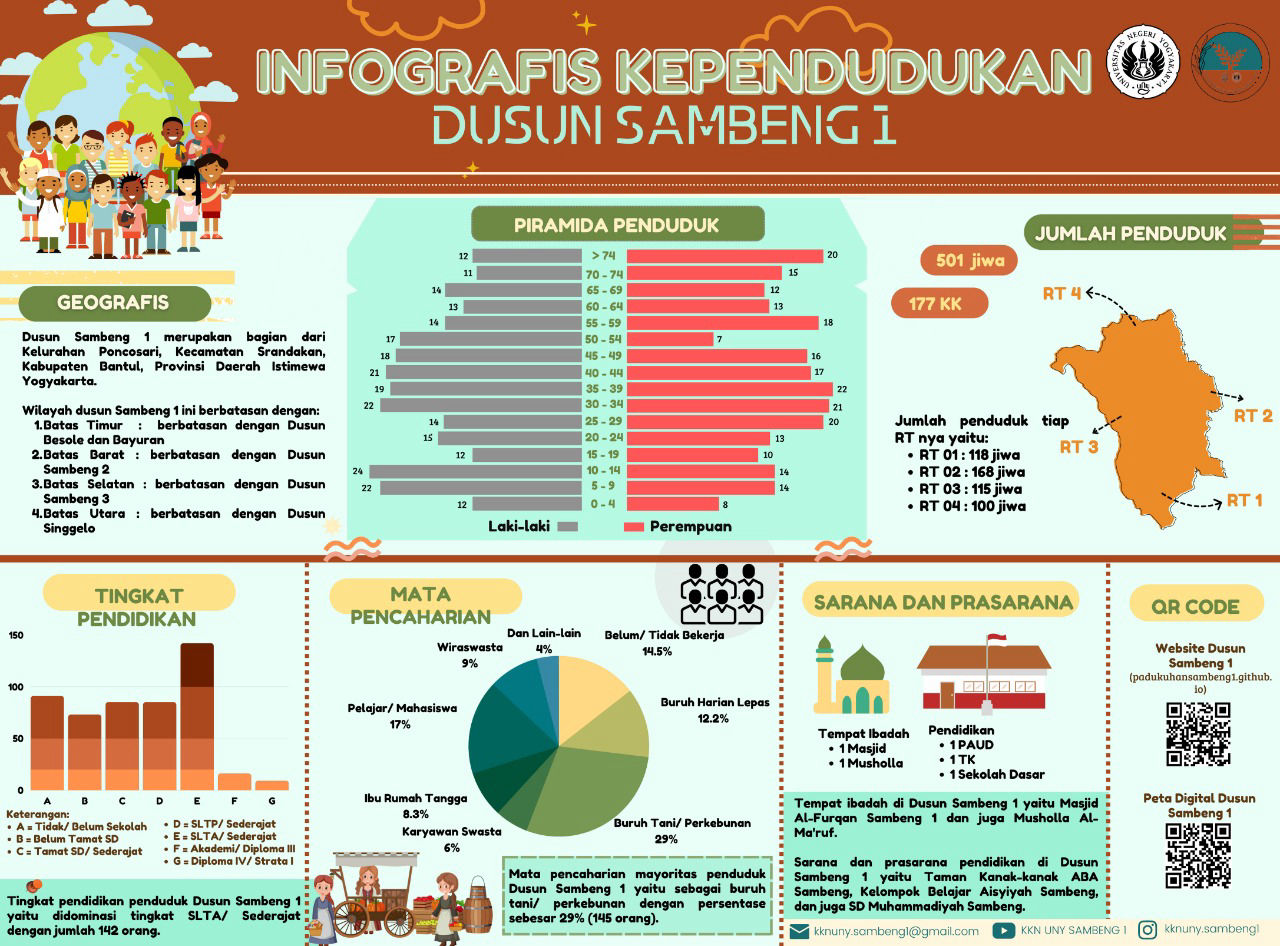 INFOGRAFIS KEPENDUDUKAN
DUSUN SAMBENG 1
UNIVERSITAS NEGERI YOGYAKARTA
GEOGRAFIS
Dusun Sambeng 1 merupakan bagian dari
Kelurahan Poncosari, Kecamatan Srandakan,
Kabupaten Bantul, Provinsi Daerah Istimewa
Yogyakarta.
Wilayah dusun Sambeng 1 ini berbatasan dengan:
1.Batas Timur : berbatasan dengan Dusun
Besole dan Bayuran
2.Batas Barat : berbatasan dengan Dusun
Sambeng 2
3.Batas Selatan : berbatasan dengan Dusun
Sambeng 3
4.Batas Utara : berbatasan dengan Dusun
Singgelo
PIRAMIDA PENDUDUK
12 > 74 20
11 70 - 74 15
14 65 - 69 12
13 60 - 64 13
14 55 - 59 18
17 50 - 54 7
18 45 - 49 16
21 40 - 44 17
19 35 - 39 22
22 30 - 34 21
14 25 - 29 20
15 20 - 24 13
12 15 - 19 10
24 10 - 14 14
22 5 - 9 14
12 0 - 4 8
Laki-laki Perempuan
JUMLAH PENDUDUK
501 jiwa
177 KK
RT 4
RT 2
RT 3
RT 1
Jumlah penduduk tiap
RT nya yaitu:
• RT 01 : 118 jiwa
• RT 02 : 168 jiwa
• RT 03 : 115 jiwa
• RT 04 : 100 jiwa
TINGKAT
PENDIDIKAN
150
100
50
0
A B C D E F G
Keterangan:
• A = Tidak/ Belum Sekolah
• B = Belum Tamat SD
• C = Tamat SD/ Sederajat
• D = SLTP/ Sederajat
• E = SLTA/ Sederajat
• F = Akademi/ Diploma III
• G = Diploma IV/ Strata I
Tingkat pendidikan penduduk Dusun Sambeng 1
yaitu didominasi tingkat SLTA/ Sederajat
dengan jumlah 142 orang.
MATA
PENCAHARIAN
Dan Lain-lain
4%
Belum/ Tidak Bekerja
14.5%
Wiraswasta
9%
Buruh Harian Lepas
12.2%
Pelajar/ Mahasiswa
17%
Ibu Rumah Tangga
8.3%
Karyawan Swasta
6%
Buruh Tani/ Perkebunan
29%
Mata pencaharian mayoritas penduduk
Dusun Sambeng 1 yaitu sebagai buruh
tani/ perkebunan dengan persentase
sebesar 29% (145 orang).
SARANA DAN PRASARANA
Tempat Ibadah
• 1 Masjid
• 1 Musholla
Pendidikan
• 1 PAUD
• 1 TK
• 1 Sekolah Dasar
Tempat ibadah di Dusun Sambeng 1 yaitu Masjid
Al-Furqan Sambeng 1 dan juga Musholla Al-
Ma'ruf.
Sarana dan prasarana pendidikan di Dusun
Sambeng 1 yaitu Taman Kanak-kanak ABA
Sambeng, Kelompok Belajar Aisyiyah Sambeng,
dan juga SD Muhammadiyah Sambeng.
QR CODE
Website Dusun
Sambeng 1
(padukuhansambeng1.github.
io)
Peta Digital Dusun
Sambeng 1
kknuny.sambeng1@gmail.com KKN UNY SAMBENG 1 kknuny.sambeng1